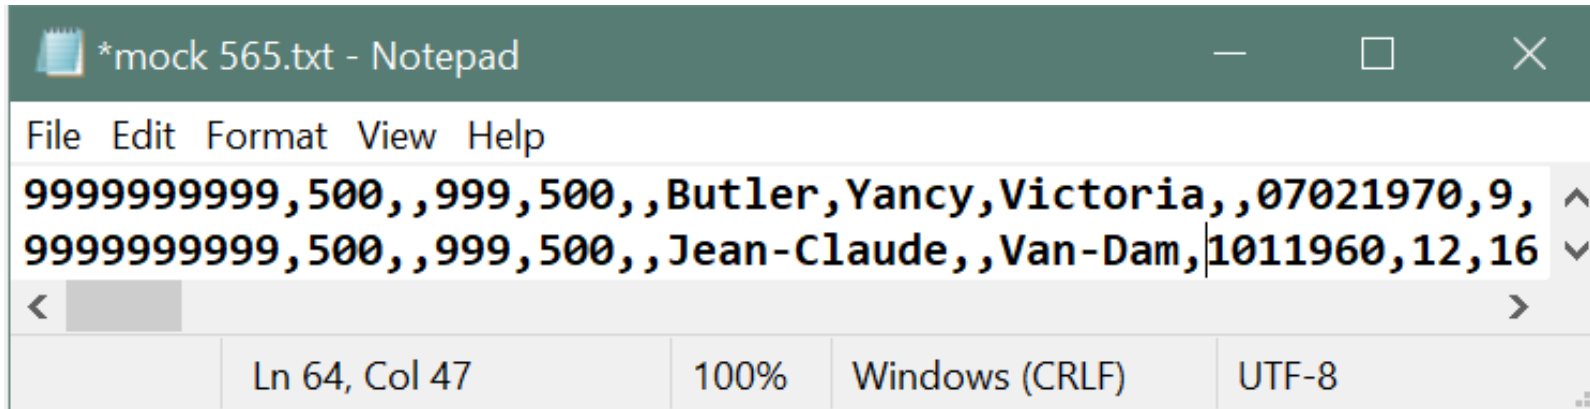 *mock 565.txt - Notepad
File Edit Format View Help
9999999999,500,,999,500,,Butler,Yancy,Victoria,,07021970,9,
9999999999,500,,999,500,,Jean-Claude,,Van-Dam,1011960,12,16
Ln 64, Col 47 100% Windows (CRLF) UTF-8